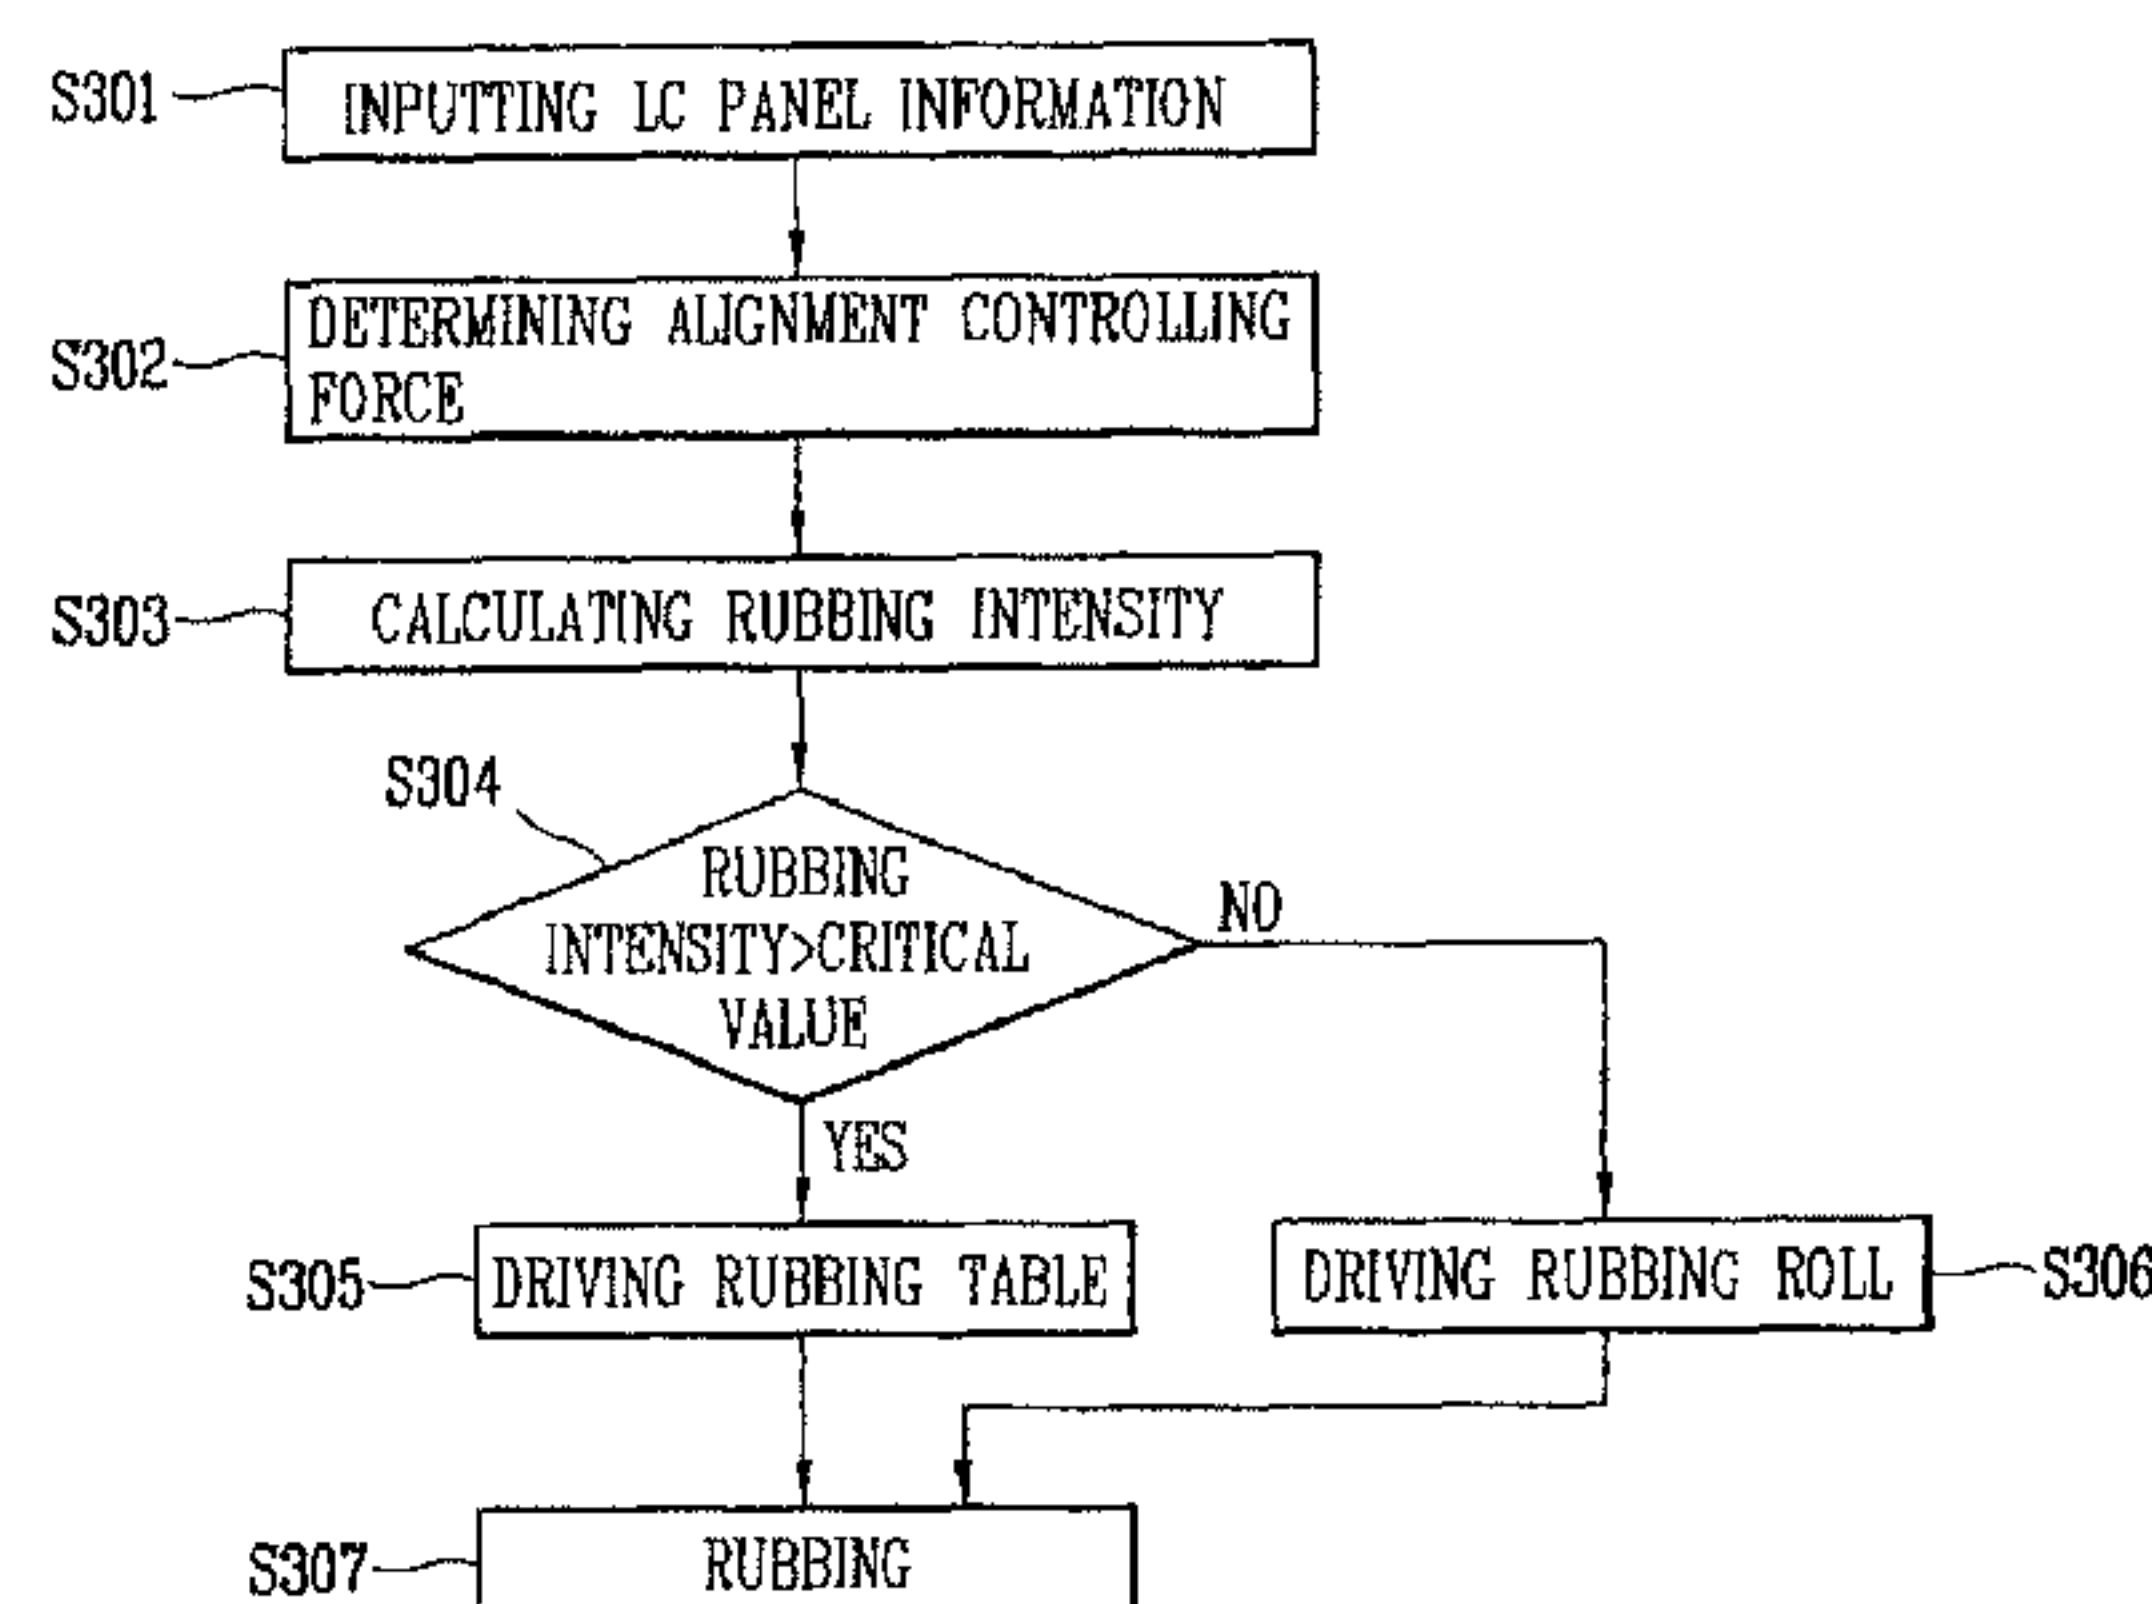 S301
INPUTTING LC PANEL INFORMATION
S302
DETERMINING ALIGNMENT CONTROLLING
FORCE
S303
CALCULATING RUBBING INTENSITY
S304
RUBBING
INTENSITY>CRITICAL
VALUE
NO
YES
S305
DRIVING RUBBING TABLE
DRIVING RUBBING ROLL
S306
S307
RUBBING